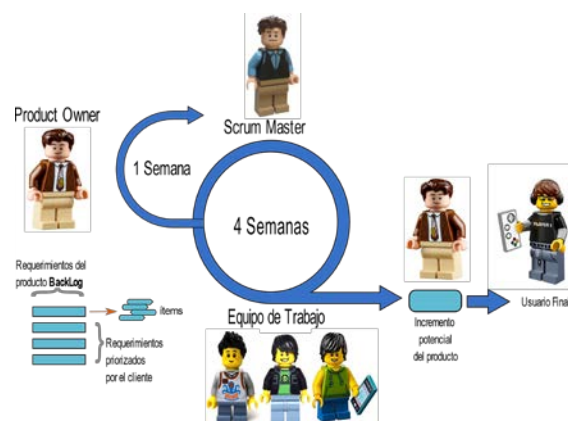 Product Owner
Scrum Master
1 Semana
4 Semanas
Requerimientos del
producto BackLog
items
Requerimientos
priorizados
por el cliente
Equipo de Trabajo
Incremento
potencial
del producto
Usuario Final